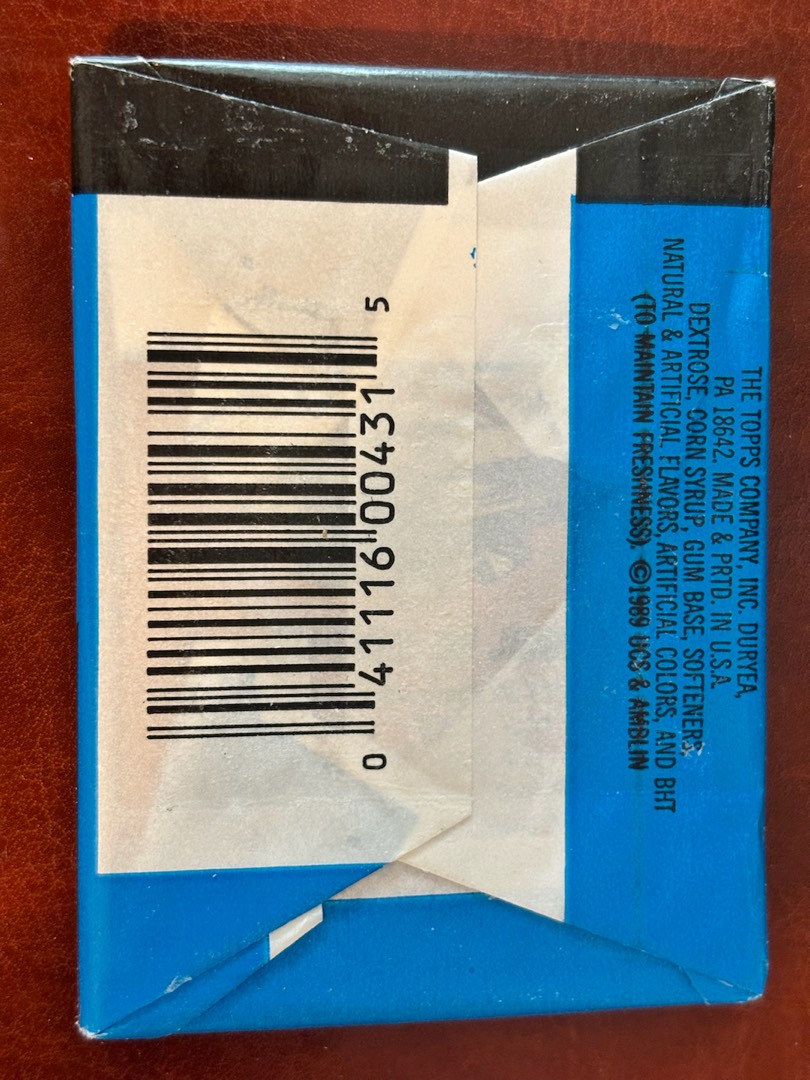 THE TOPPS COMPANY, INC. DURYEA,
PA 18642. MADE & PRTD. IN U.S.A.
DEXTROSE, CORN SYRUP, GUM BASE, SOFTENERS,
NATURAL & ARTIFICIAL FLAVORS, ARTIFICIAL COLORS, AND BHT
(TO MAINTAIN FRESHNESS). ©1989 UCS & AMBLIN
0 41116 00431 5